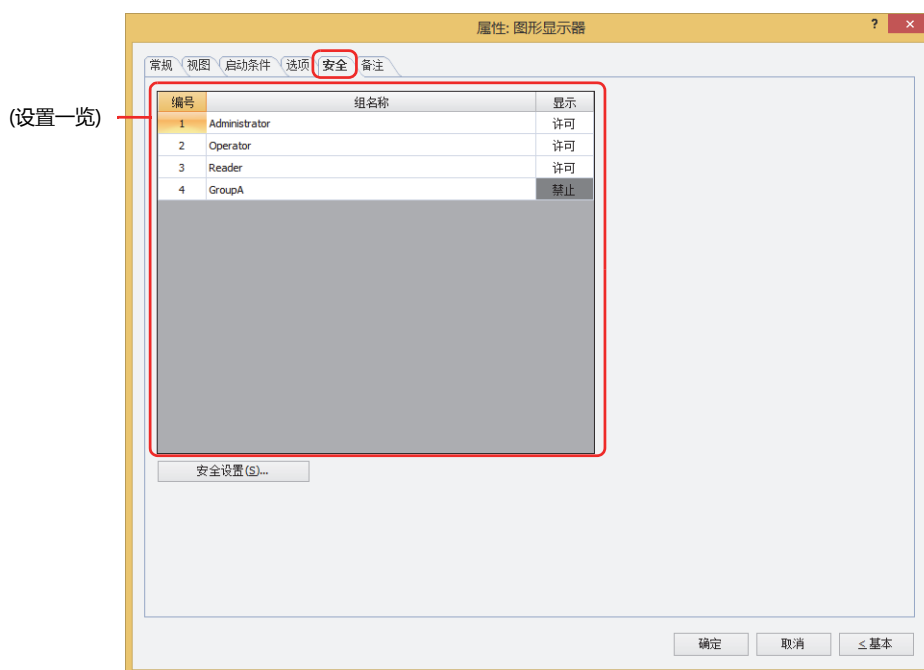 属性: 图形显示器
? ×
常规 视图 启动条件 选项 安全 备注
(设置一览)
编号 组名称 显示
1 Administrator 许可
2 Operator 许可
3 Reader 许可
4 GroupA 禁止
安全设置(S)...
确定 取消 ≤基本